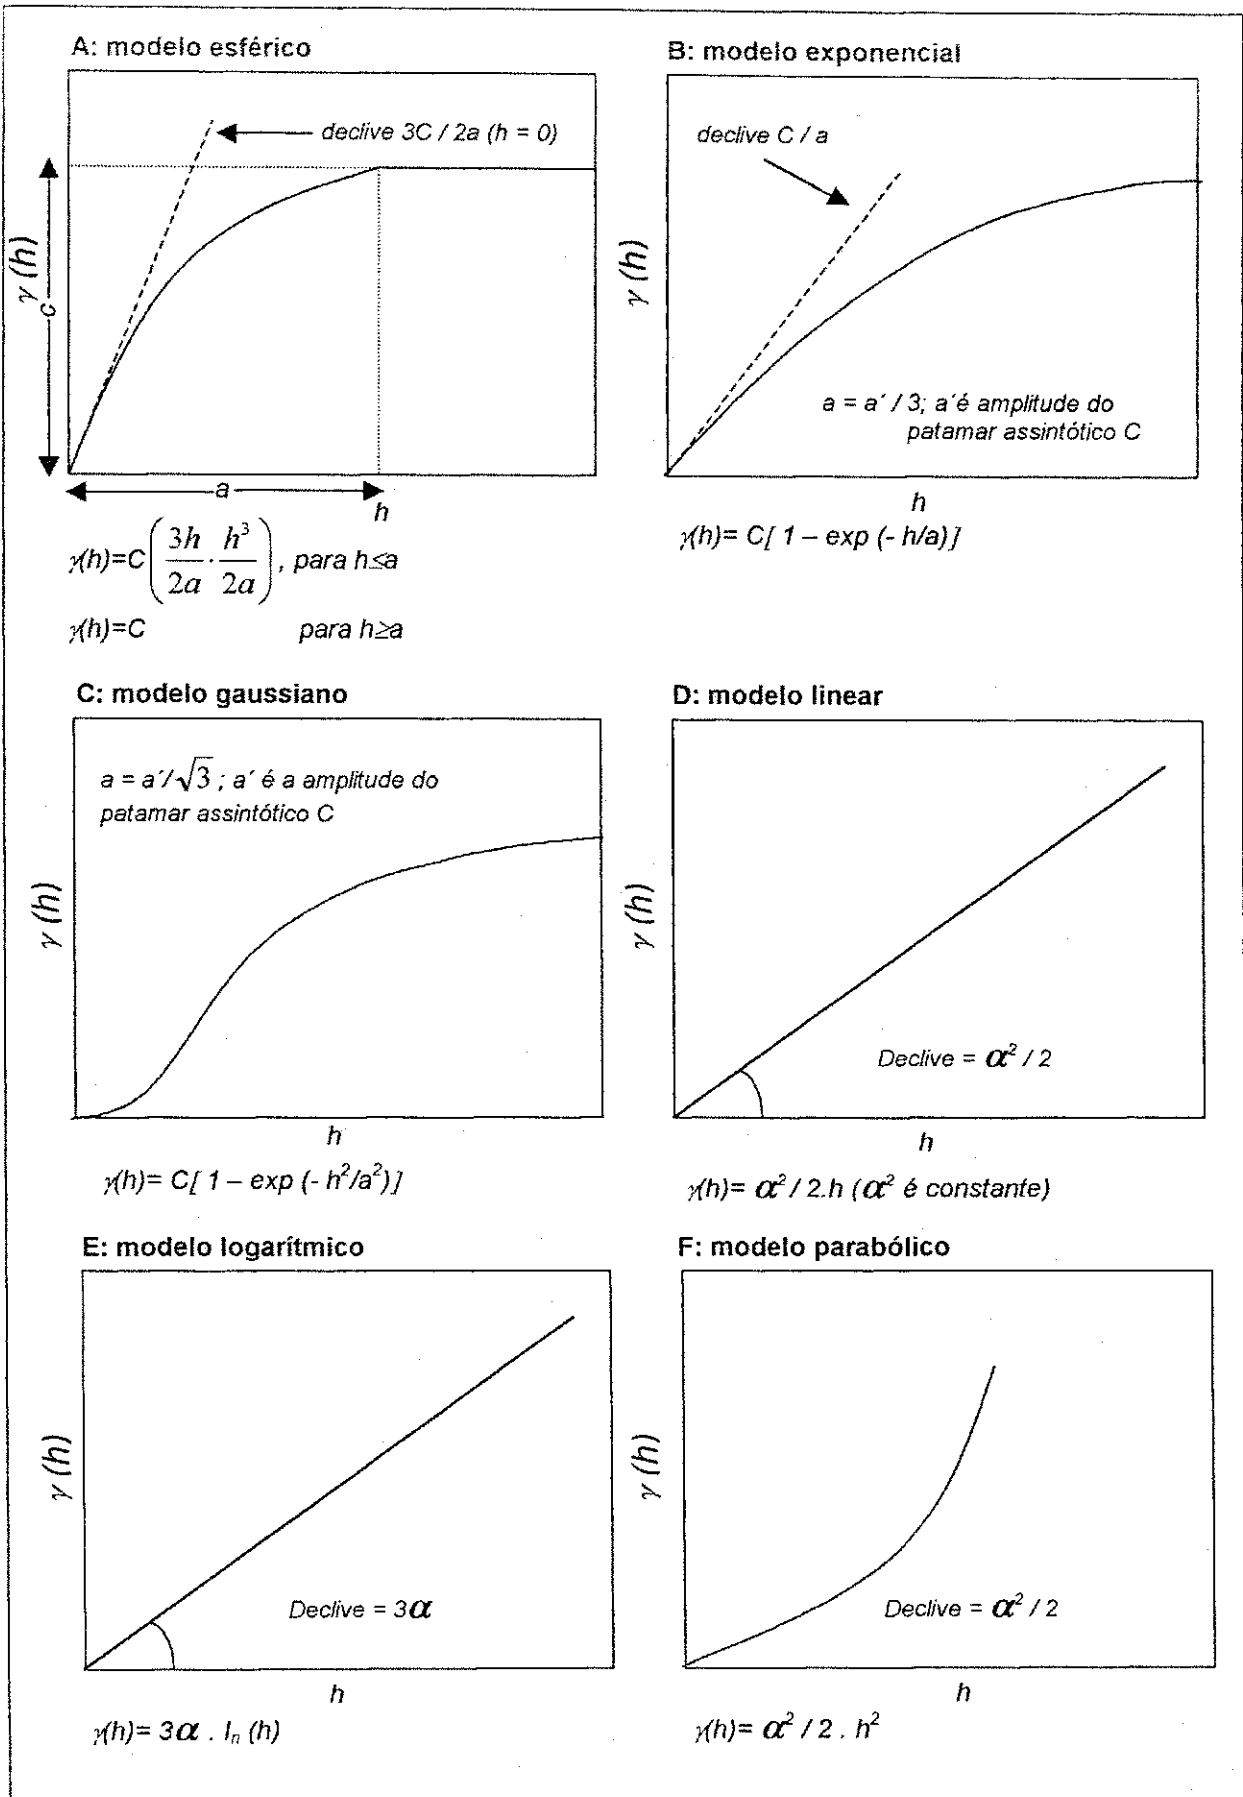 A: modelo esférico
declive 3C / 2a (h = 0)
γ (h)
c
a
h
γ(h)=C( 3h/2a · h³/2a ), para h≤a
γ(h)=C para h≥a
B: modelo exponencial
declive C / a
γ (h)
a = a´ / 3; a´é amplitude do
patamar assintótico C
h
γ(h)= C[ 1 – exp (- h/a)]
C: modelo gaussiano
a = a´/√3 ; a´ é a amplitude do
patamar assintótico C
γ (h)
h
γ(h)= C[ 1 – exp (- h²/a²)]
D: modelo linear
γ (h)
Declive = α² / 2
h
γ(h)= α² / 2.h (α² é constante)
E: modelo logarítmico
γ (h)
Declive = 3α
h
γ(h)= 3α . lₙ (h)
F: modelo parabólico
γ (h)
Declive = α² / 2
h
γ(h)= α² / 2 . h²